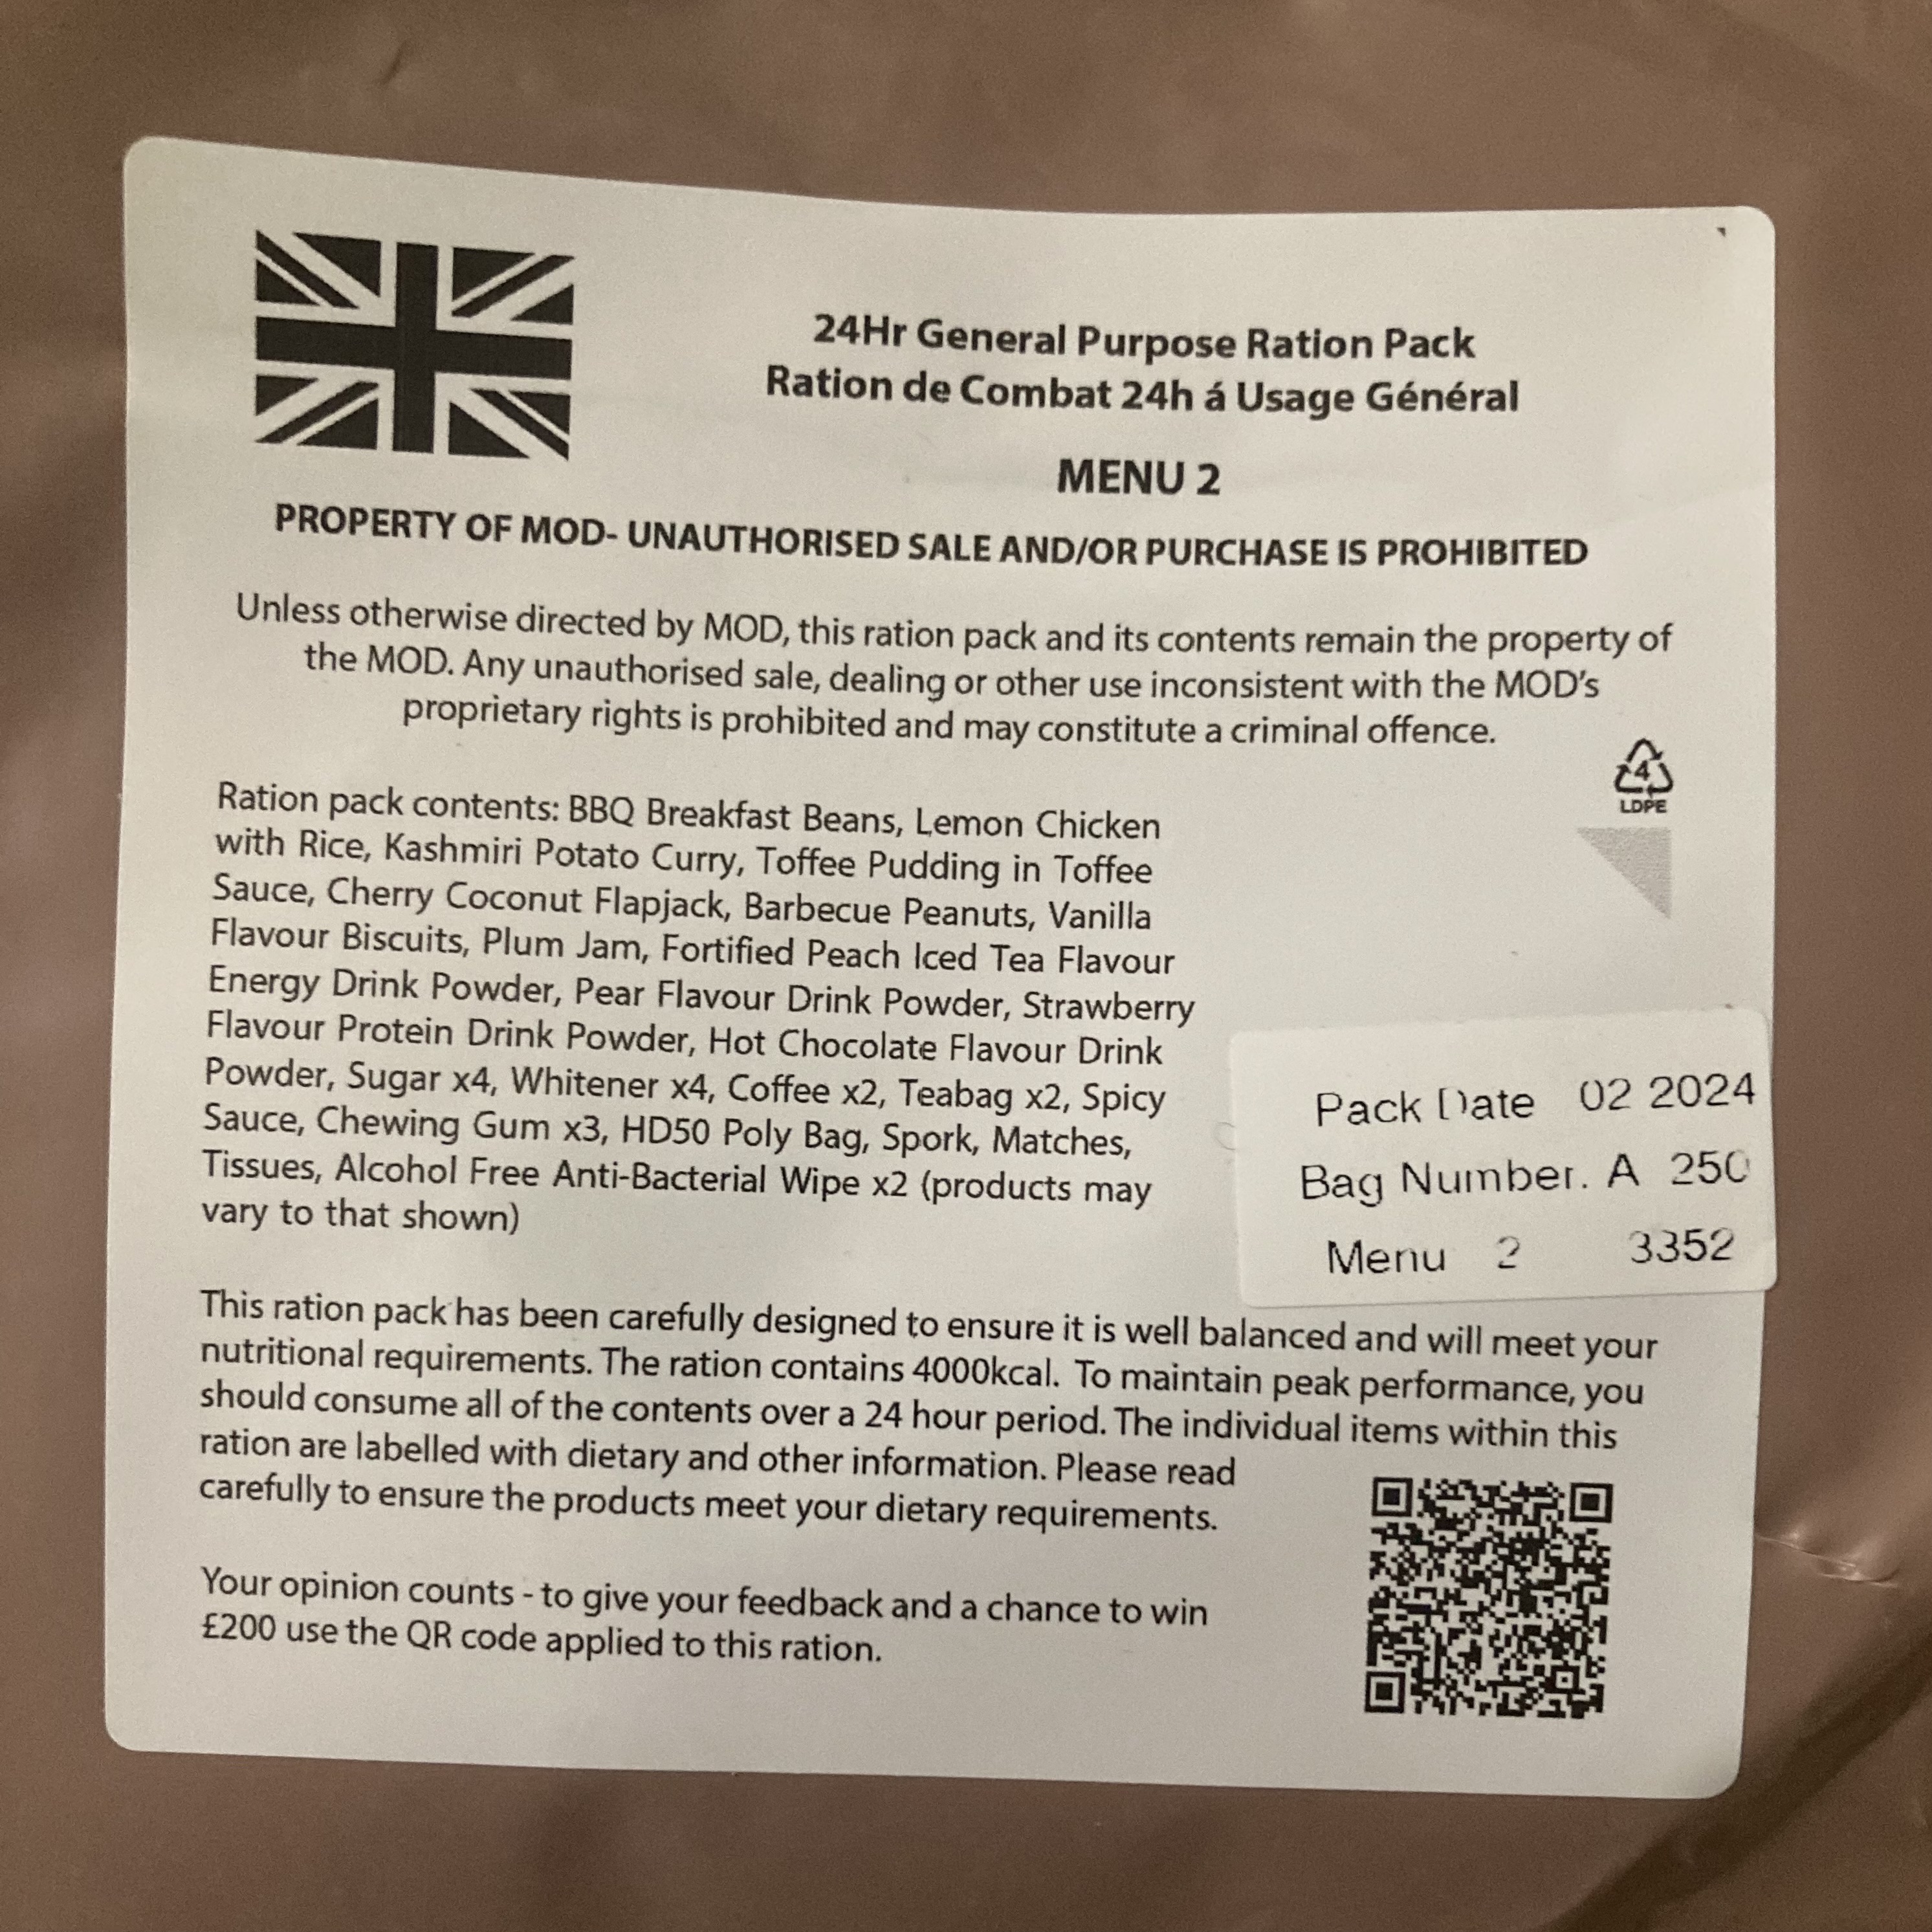 24Hr General Purpose Ration Pack
Ration de Combat 24h á Usage Général
MENU 2
PROPERTY OF MOD- UNAUTHORISED SALE AND/OR PURCHASE IS PROHIBITED
Unless otherwise directed by MOD, this ration pack and its contents remain the property of
the MOD. Any unauthorised sale, dealing or other use inconsistent with the MOD's
proprietary rights is prohibited and may constitute a criminal offence.
4
LDPE
Ration pack contents: BBQ Breakfast Beans, Lemon Chicken
with Rice, Kashmiri Potato Curry, Toffee Pudding in Toffee
Sauce, Cherry Coconut Flapjack, Barbecue Peanuts, Vanilla
Flavour Biscuits, Plum Jam, Fortified Peach Iced Tea Flavour
Energy Drink Powder, Pear Flavour Drink Powder, Strawberry
Flavour Protein Drink Powder, Hot Chocolate Flavour Drink
Powder, Sugar x4, Whitener x4, Coffee x2, Teabag x2, Spicy
Sauce, Chewing Gum x3, HD50 Poly Bag, Spork, Matches,
Tissues, Alcohol Free Anti-Bacterial Wipe x2 (products may
vary to that shown)
Pack Date 02 2024
Bag Number. A 250
Menu 2 3352
This ration pack has been carefully designed to ensure it is well balanced and will meet your
nutritional requirements. The ration contains 4000kcal. To maintain peak performance, you
should consume all of the contents over a 24 hour period. The individual items within this
ration are labelled with dietary and other information. Please read
carefully to ensure the products meet your dietary requirements.
Your opinion counts - to give your feedback and a chance to win
£200 use the QR code applied to this ration.